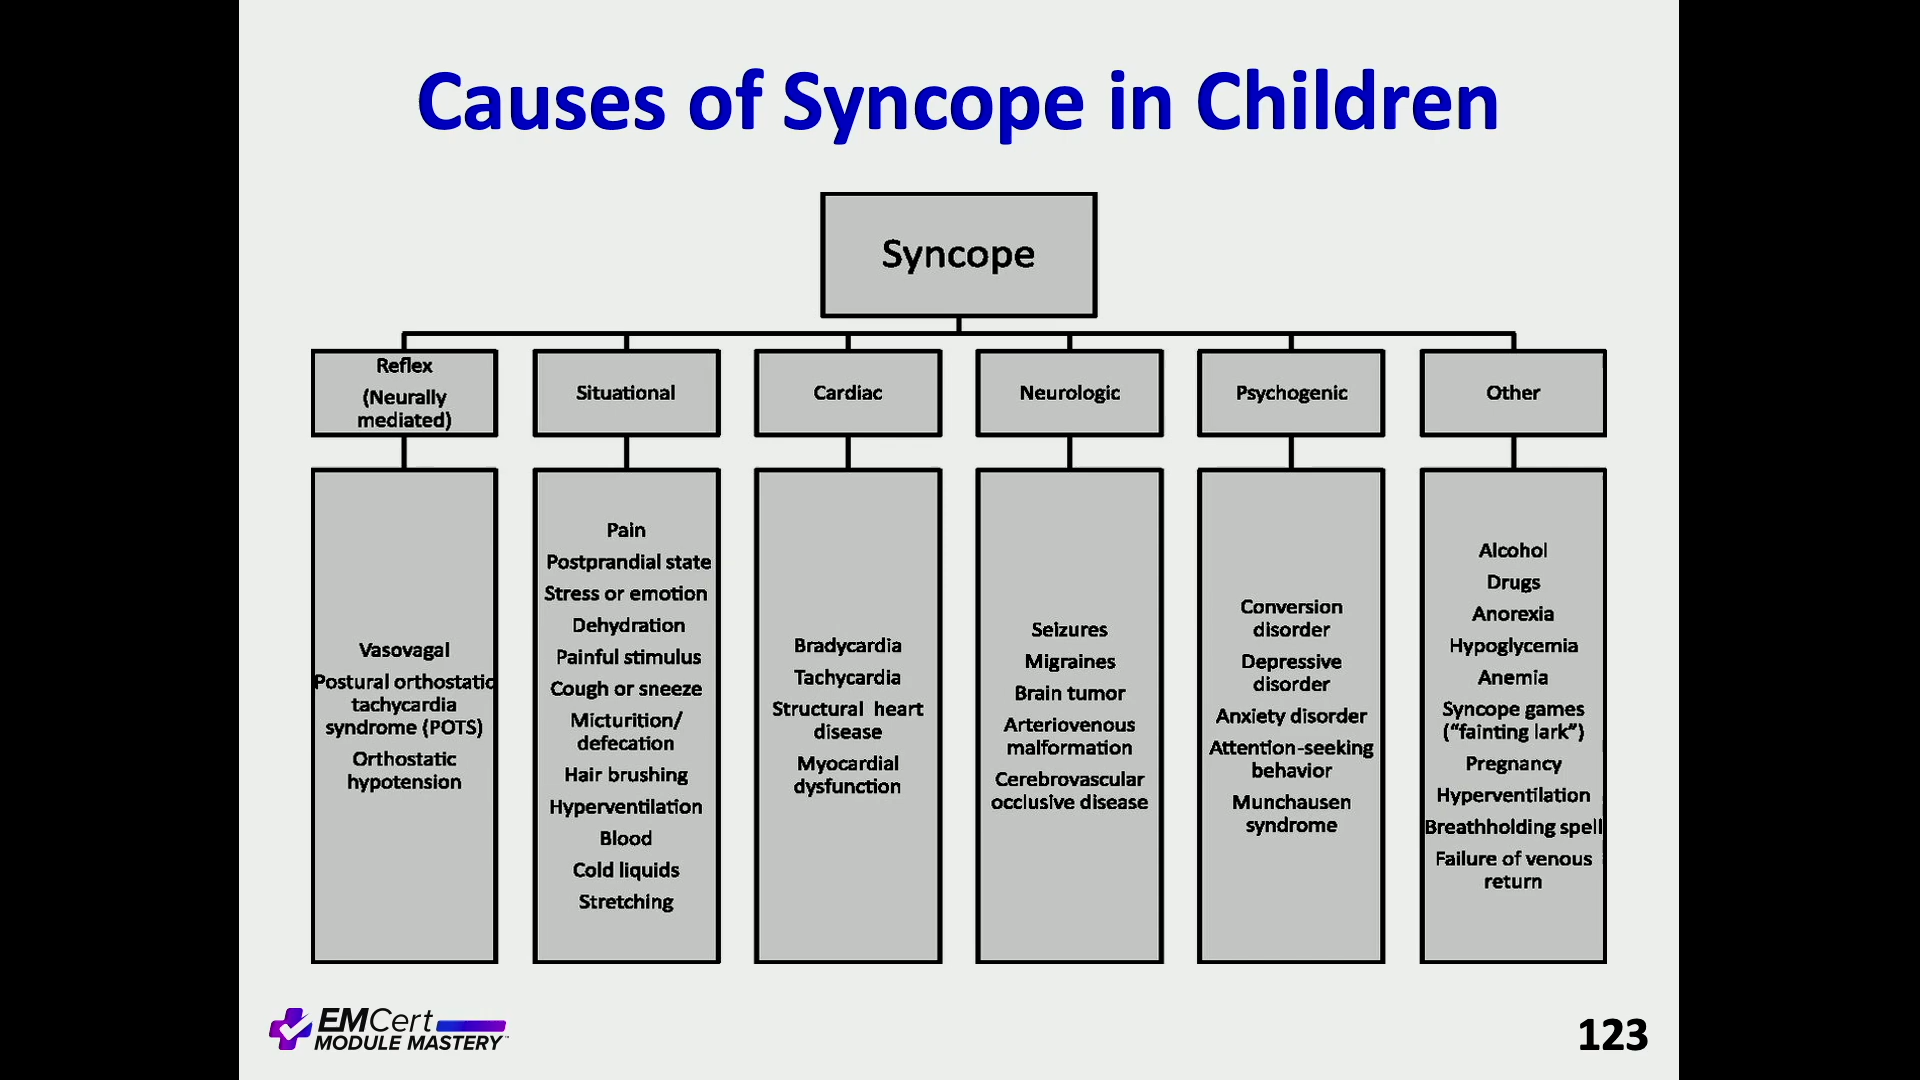 Causes of Syncope in Children
Syncope
Reflex
(Neurally
mediated)
Situational
Cardiac
Neurologic
Psychogenic
Other
Vasovagal
Postural orthostatic
tachycardia
syndrome (POTS)
Orthostatic
hypotension
Pain
Postprandial state
Stress or emotion
Dehydration
Painful stimulus
Cough or sneeze
Micturition/
defecation
Hair brushing
Hyperventilation
Blood
Cold liquids
Stretching
Bradycardia
Tachycardia
Structural heart
disease
Myocardial
dysfunction
Seizures
Migraines
Brain tumor
Arteriovenous
malformation
Cerebrovascular
occlusive disease
Conversion
disorder
Depressive
disorder
Anxiety disorder
Attention-seeking
behavior
Munchausen
syndrome
Alcohol
Drugs
Anorexia
Hypoglycemia
Anemia
Syncope games
(“fainting lark”)
Pregnancy
Hyperventilation
Breathholding spell
Failure of venous
return
EMCert
MODULE MASTERY™
123